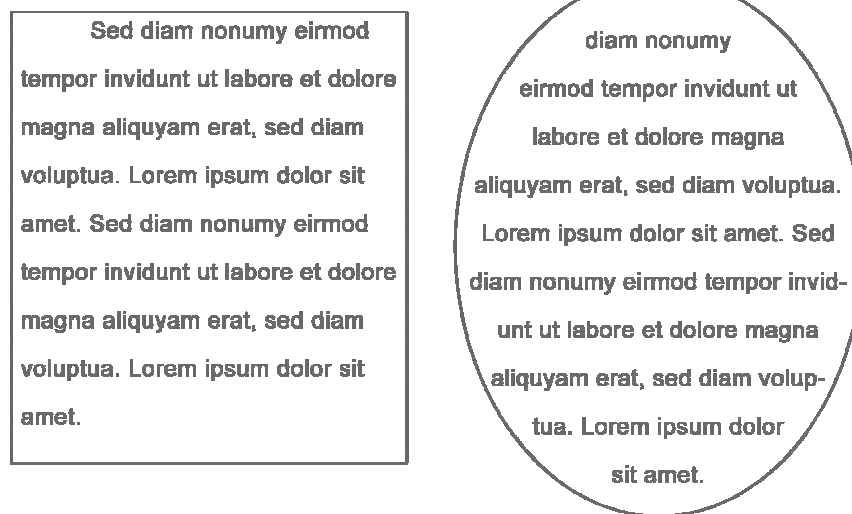 Sed diam nonumy eirmod
tempor invidunt ut labore et dolore
magna aliquyam erat, sed diam
voluptua. Lorem ipsum dolor sit
amet. Sed diam nonumy eirmod
tempor invidunt ut labore et dolore
magna aliquyam erat, sed diam
voluptua. Lorem ipsum dolor sit
amet.
diam nonumy
eirmod tempor invidunt ut
labore et dolore magna
aliquyam erat, sed diam voluptua.
Lorem ipsum dolor sit amet. Sed
diam nonumy eirmod tempor invid-
unt ut labore et dolore magna
aliquyam erat, sed diam volup-
tua. Lorem ipsum dolor
sit amet.